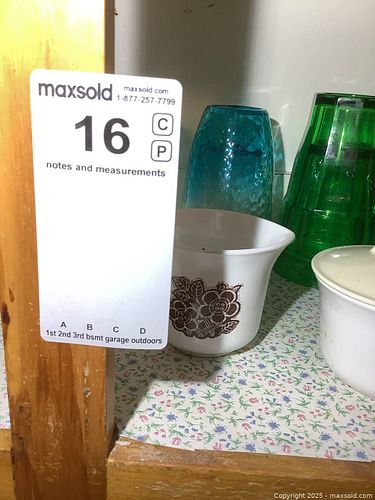 maxsold maxsold.com
1-877-257-7799
16 C
P
notes and measurements
A B C D
1st 2nd 3rd bsmt garage outdoors
Copyright 2025 - maxsold.com